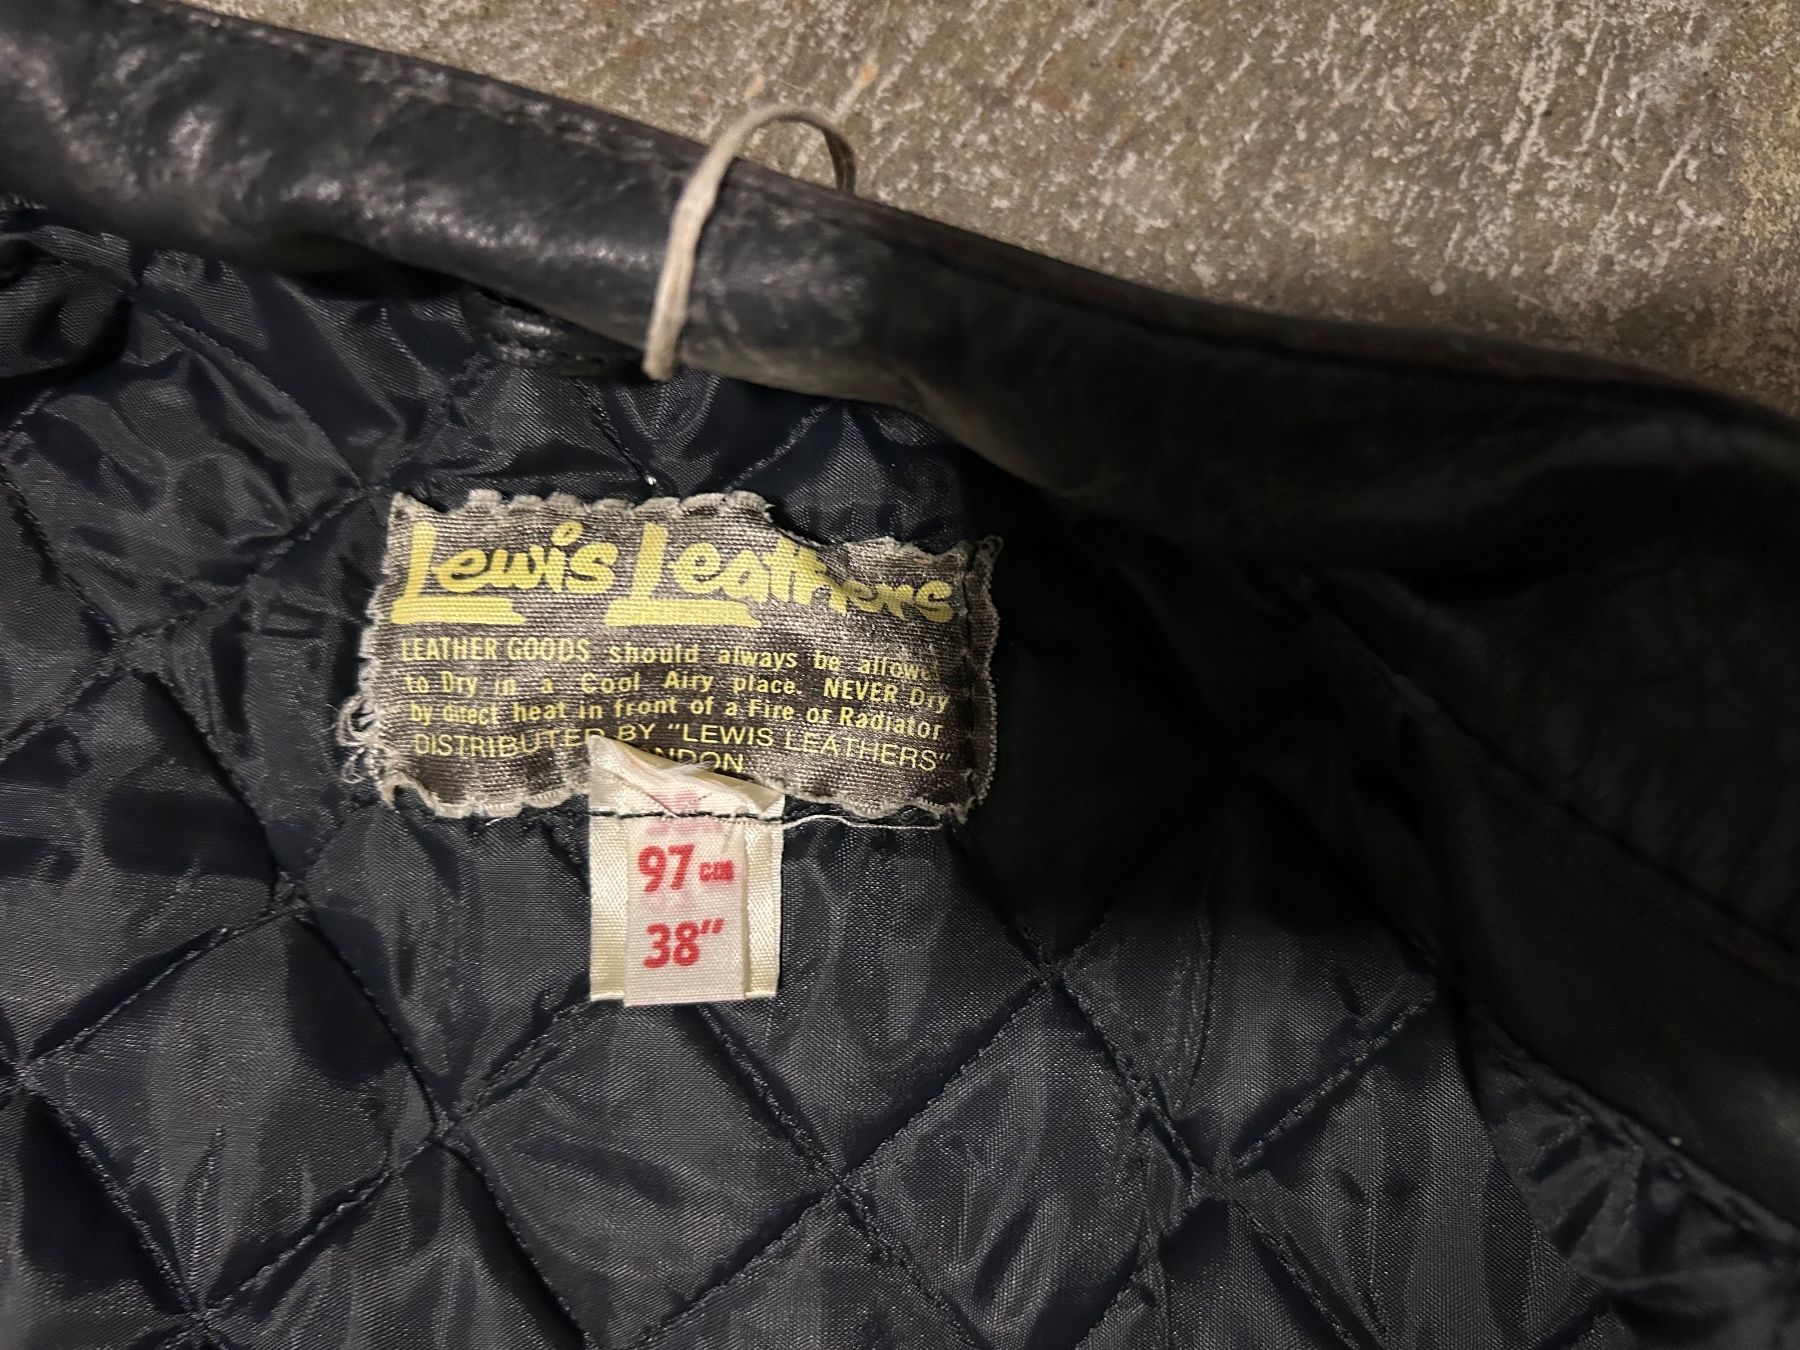 Lewis Leathers
LEATHER GOODS should always be allowed
to Dry in a Cool Airy place. NEVER Dry
by direct heat in front of a Fire or Radiator
DISTRIBUTED BY "LEWIS LEATHERS"
NDON
97 cm
38"